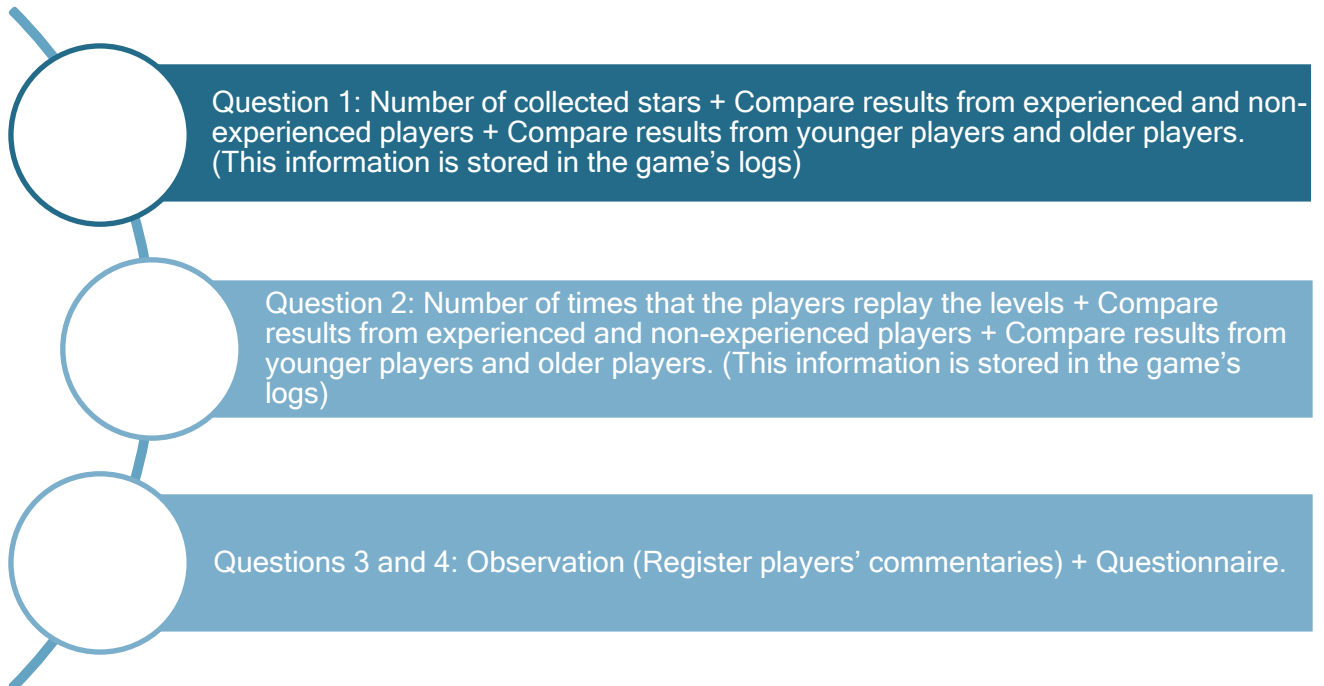 Question 1: Number of collected stars + Compare results from experienced and non-
experienced players + Compare results from younger players and older players.
(This information is stored in the game’s logs)
Question 2: Number of times that the players replay the levels + Compare
results from experienced and non-experienced players + Compare results from
younger players and older players. (This information is stored in the game’s
logs)
Questions 3 and 4: Observation (Register players’ commentaries) + Questionnaire.